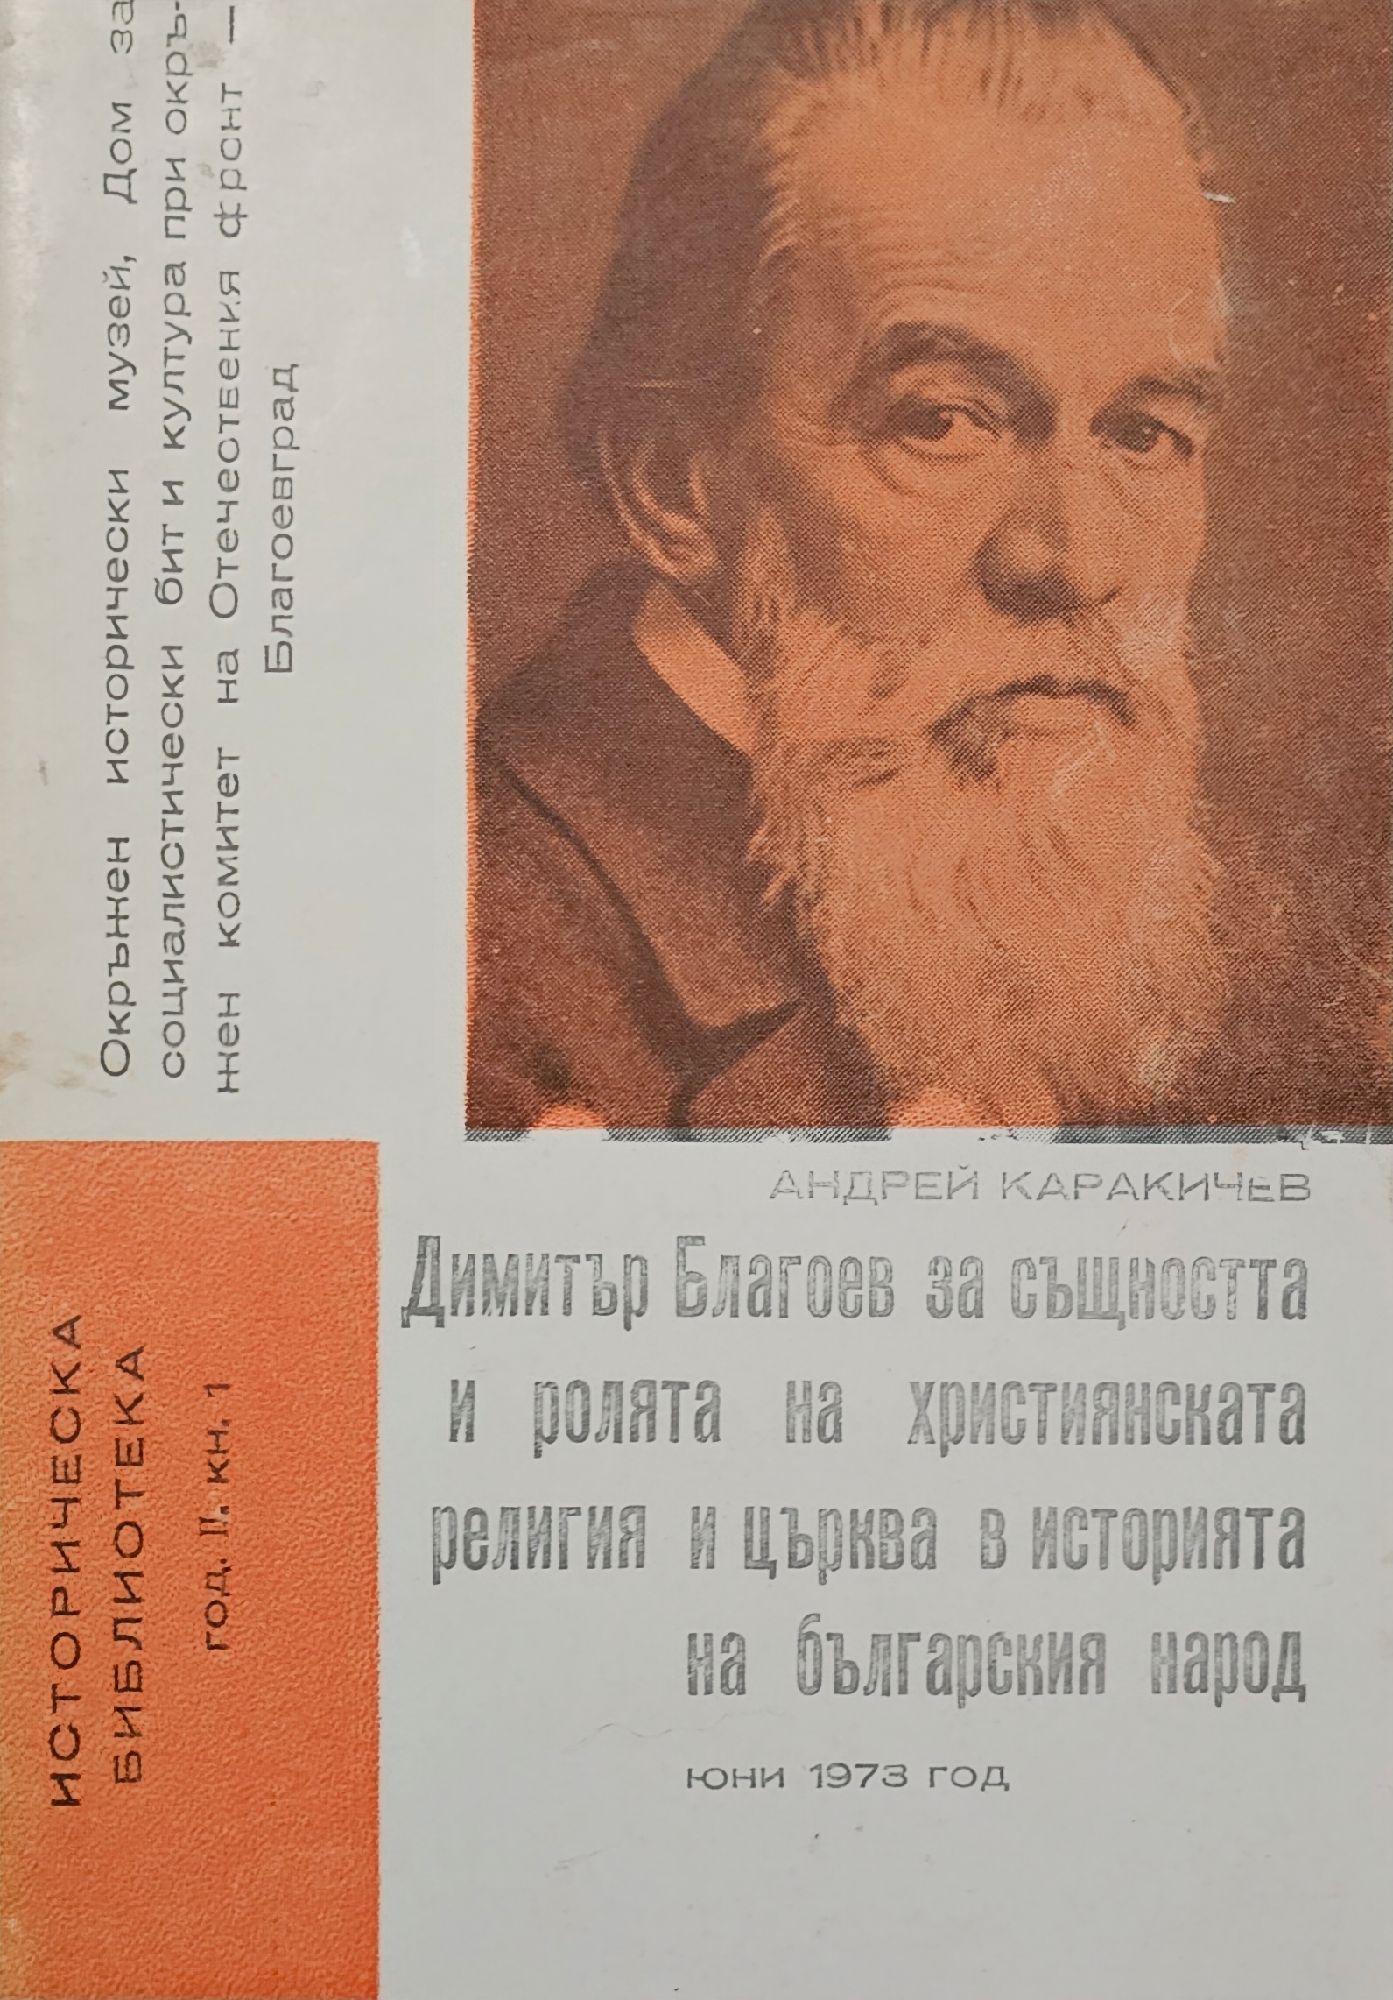 Окръжен исторически музей, Дом за
социалистически бит и култура при окръ-
жен комитет на Отечествения фронт —
Благоевград
ИСТОРИЧЕСКА
БИБЛИОТЕКА
год. II. кн. 1
АНДРЕЙ КАРАКИЧЕВ
Димитър Благоев за същността
и ролята на християнската
религия и църква в историята
на българския народ
ЮНИ 1973 ГОД